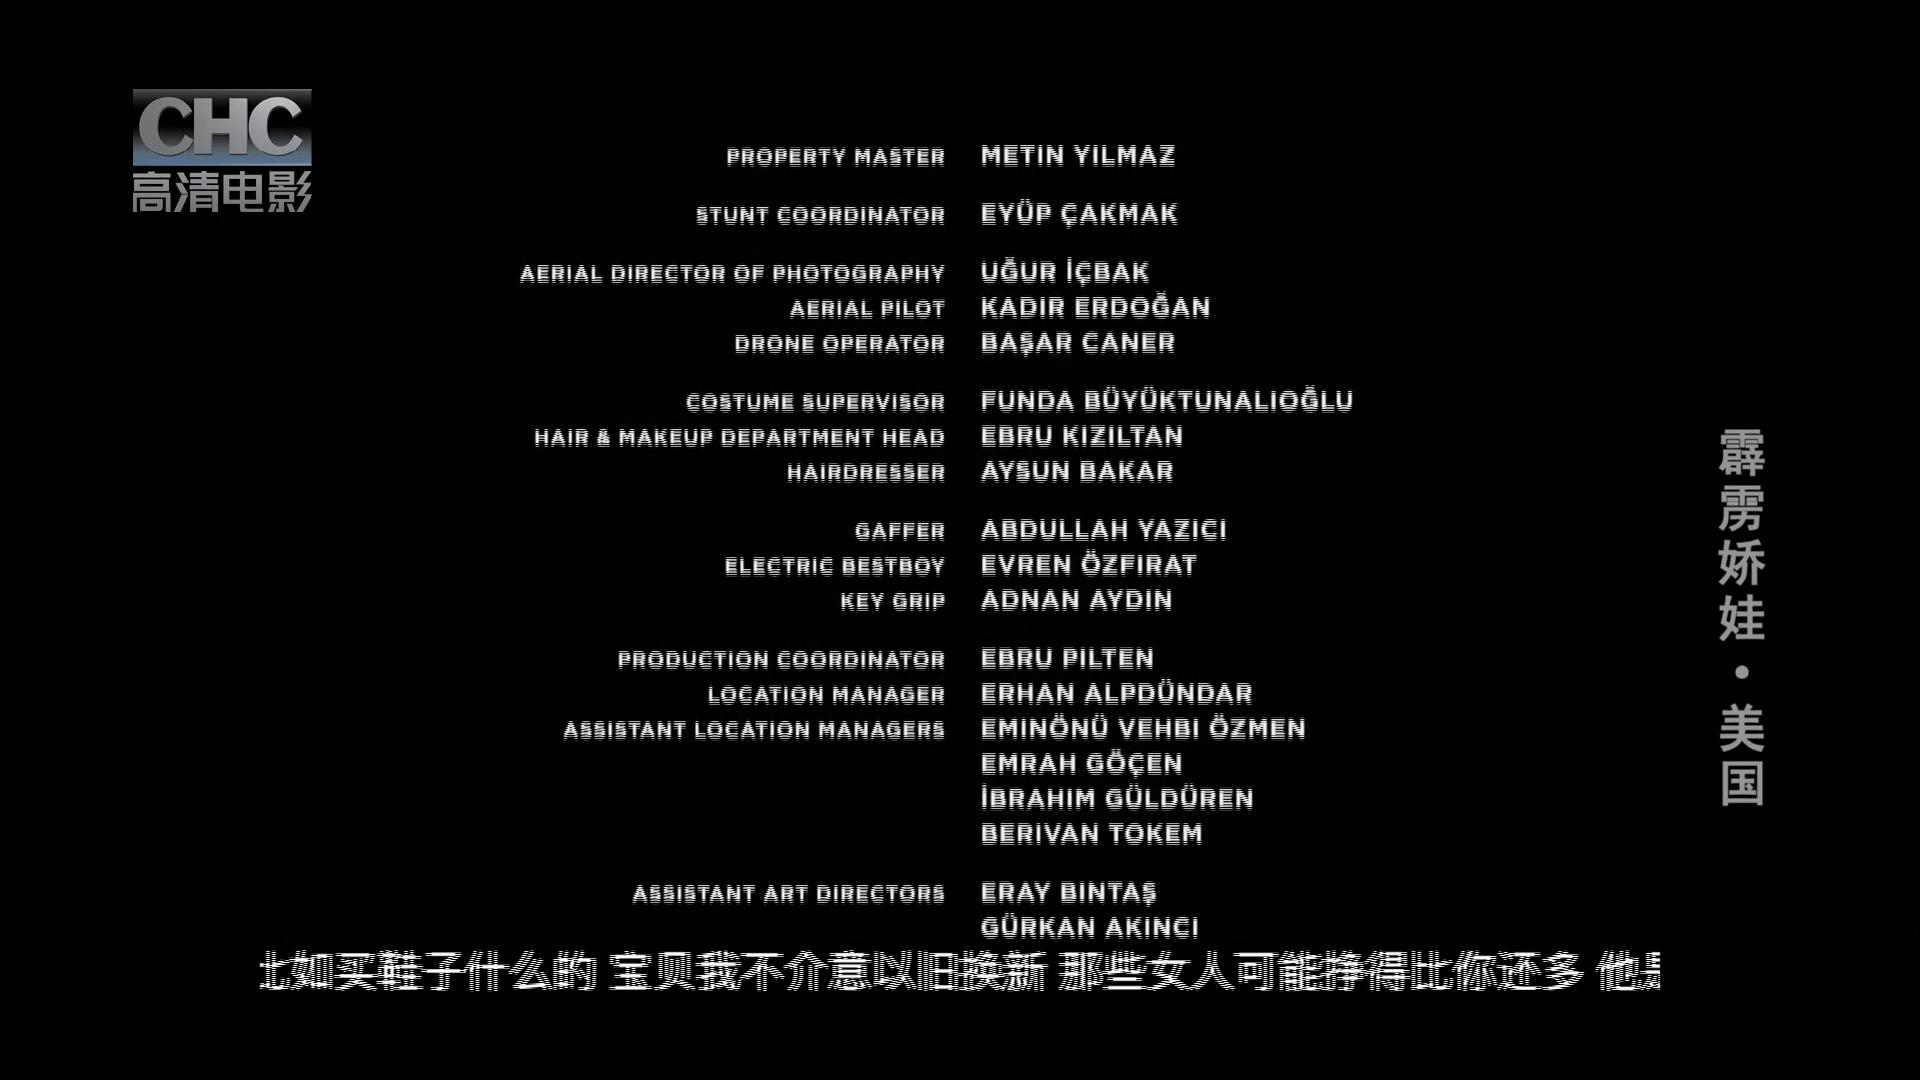 CHC
高清电影
PROPERTY MASTER METIN YILMAZ
STUNT COORDINATOR EYÜP ÇAKMAK
AERIAL DIRECTOR OF PHOTOGRAPHY UĞUR İÇBAK
AERIAL PILOT KADIR ERDOĞAN
DRONE OPERATOR BAŞAR CANER
COSTUME SUPERVISOR FUNDA BÜYÜKTUNALIOĞLU
HAIR & MAKEUP DEPARTMENT HEAD EBRU KIZILTAN
HAIRDRESSER AYSUN BAKAR
GAFFER ABDULLAH YAZICI
ELECTRIC BESTBOY EVREN ÖZFIRAT
KEY GRIP ADNAN AYDIN
PRODUCTION COORDINATOR EBRU PILTEN
LOCATION MANAGER ERHAN ALPDÜNDAR
ASSISTANT LOCATION MANAGERS EMINÖNÜ VEHBI ÖZMEN
EMRAH GÖÇEN
İBRAHIM GÜLDÜREN
BERIVAN TOKEM
ASSISTANT ART DIRECTORS ERAY BINTAŞ
GÜRKAN AKINCI
如买鞋子什么的 宝贝我不介意以旧换新 那些女人可能挣得比你还多 他
霹雳娇娃·美国